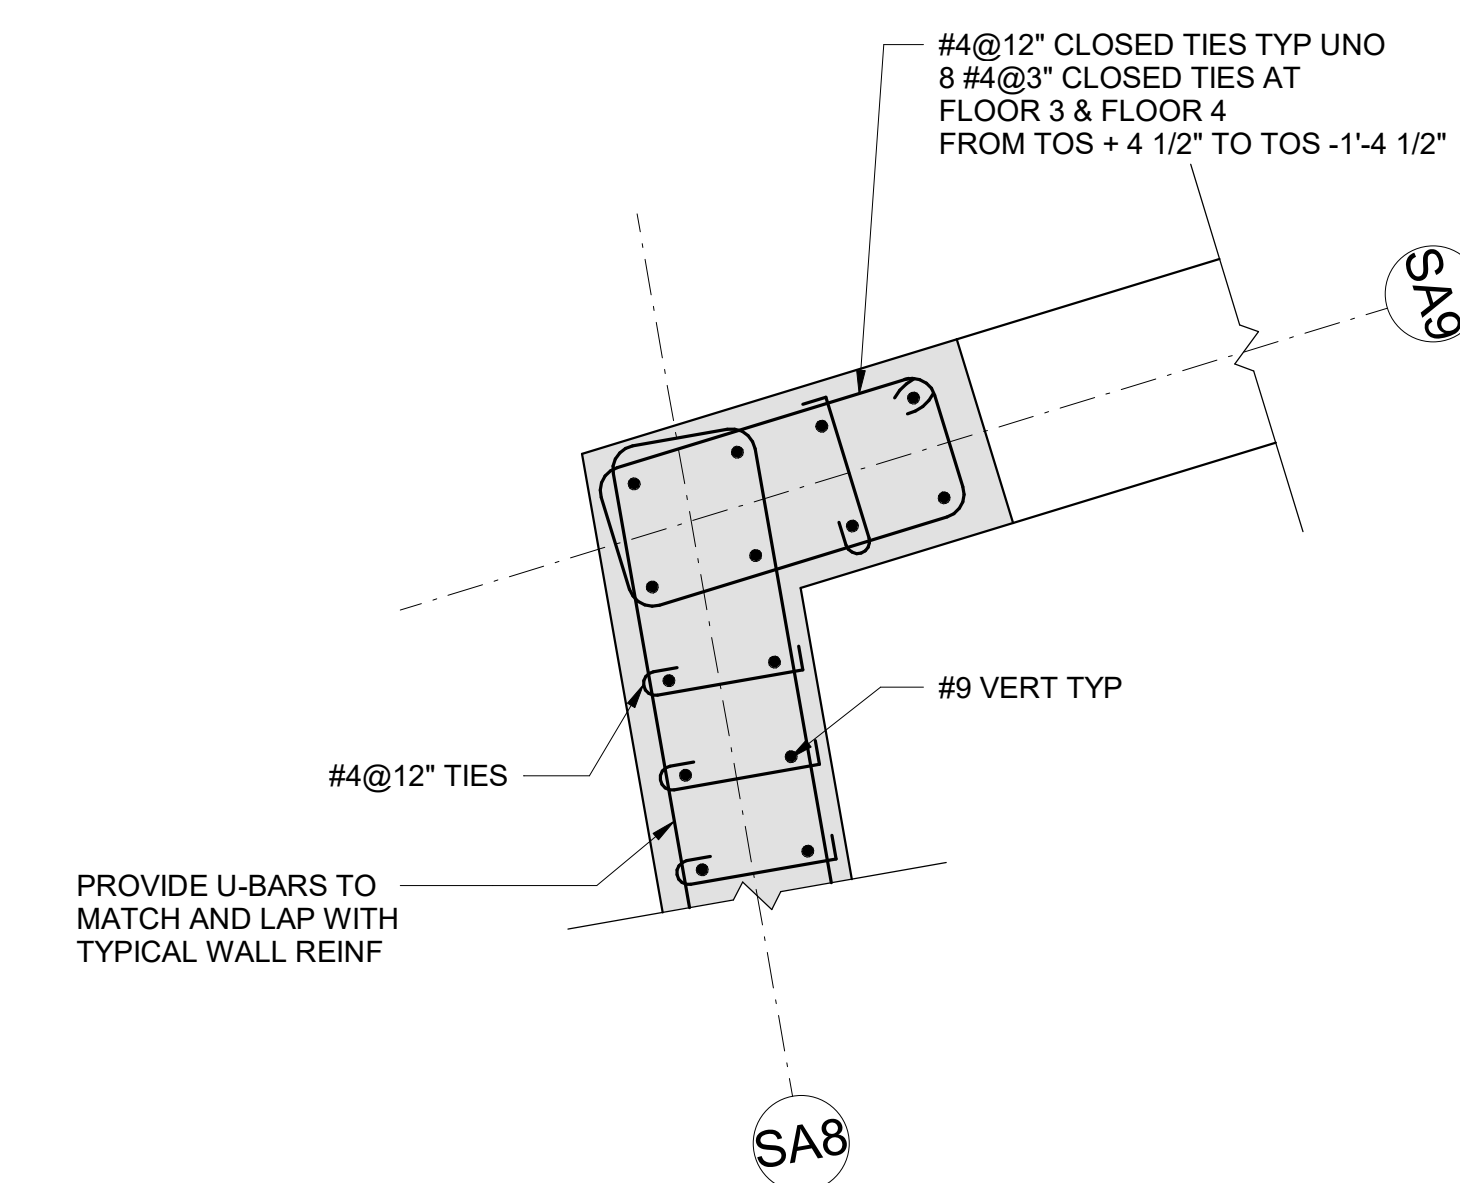 #4@12" CLOSED TIES TYP UNO
8 #4@3" CLOSED TIES AT
FLOOR 3 & FLOOR 4
FROM TOS + 4 1/2" TO TOS -1'-4 1/2"
SA9
#9 VERT TYP
#4@12" TIES
PROVIDE U-BARS TO
MATCH AND LAP WITH
TYPICAL WALL REINF
SA8